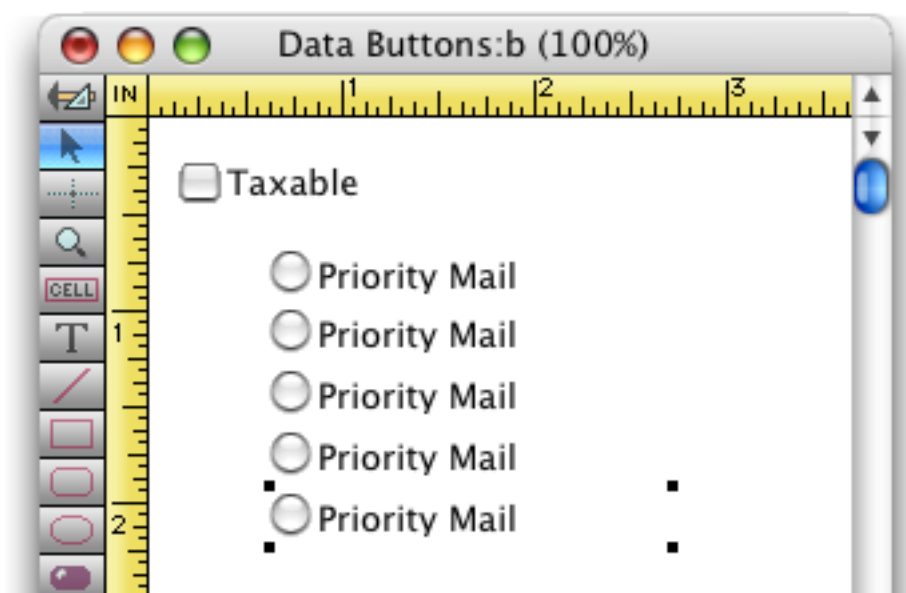 Data Buttons:b (100%)
IN 1 2 3
Taxable
Priority Mail
CELL
Priority Mail
T 1
Priority Mail
Priority Mail
Priority Mail
2